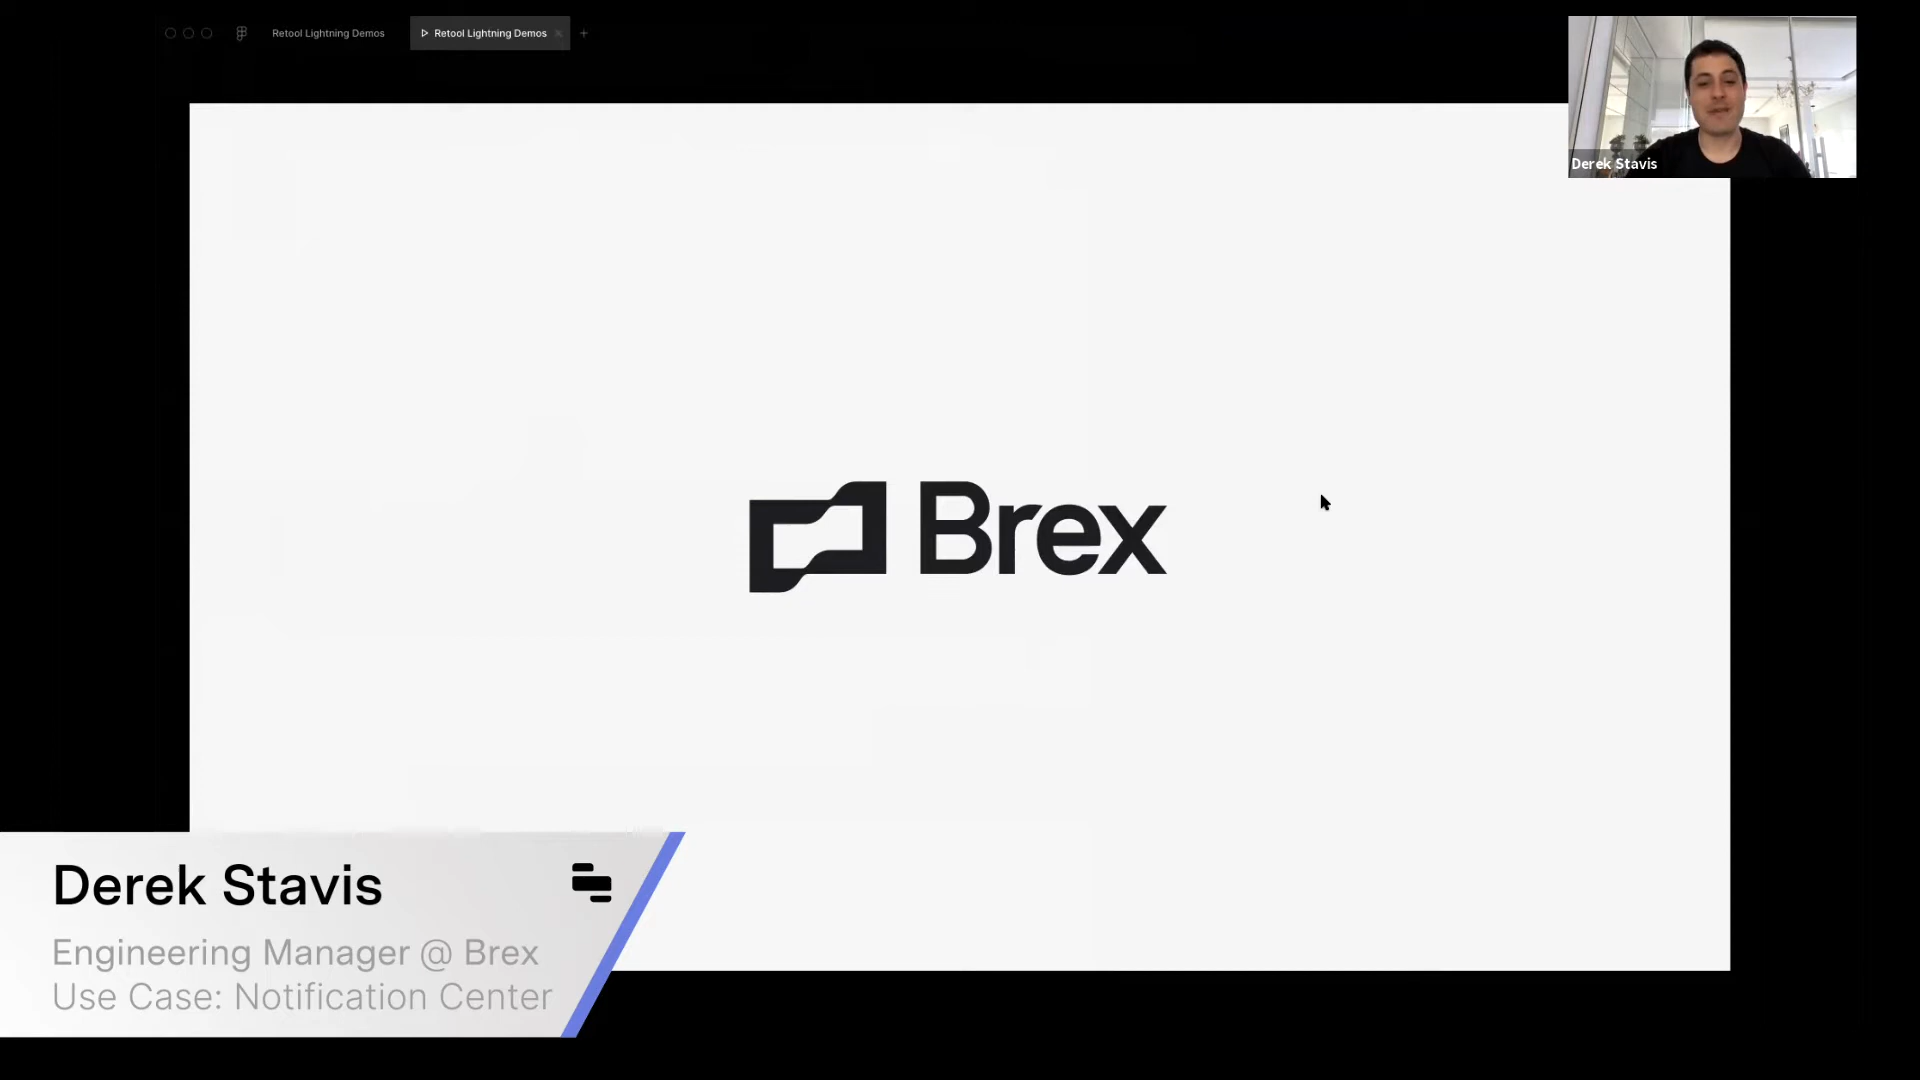 Retool Lightning Demos
Retool Lightning Demos
Derek Stavis
Brex
Derek Stavis
Engineering Manager @ Brex
Use Case: Notification Center